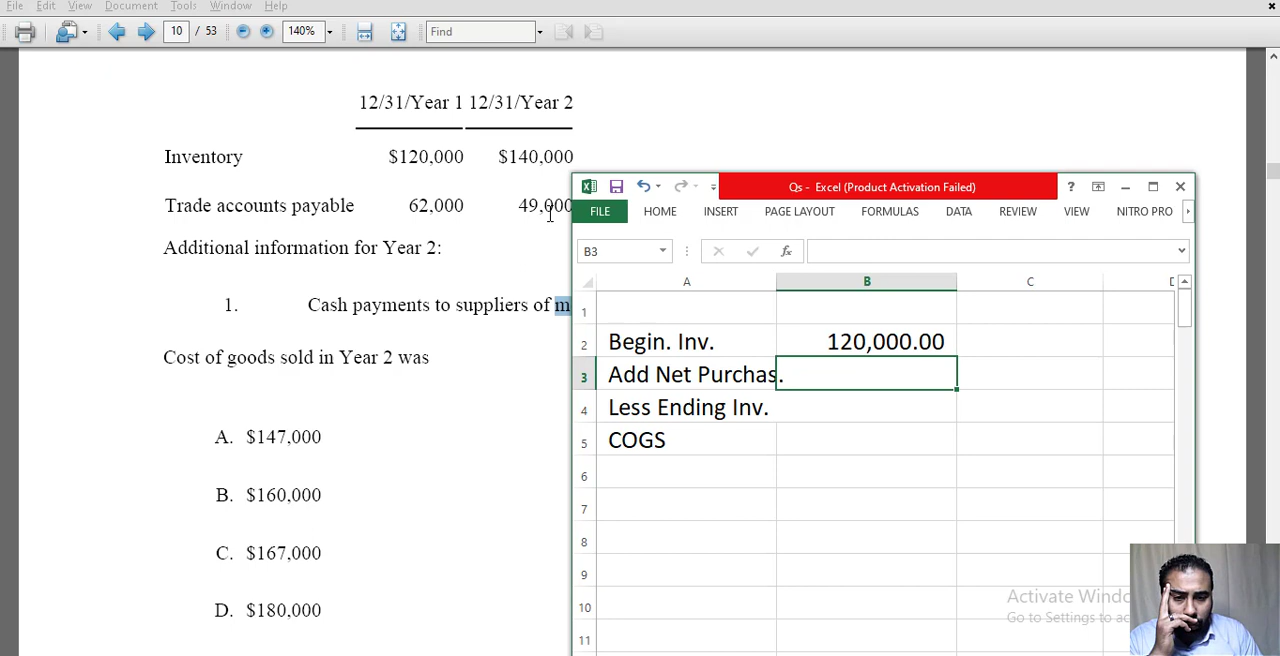 File Edit View Document Tools Window Help
10 / 53 140% Find
12/31/Year 1 12/31/Year 2
Inventory $120,000 $140,000
Trade accounts payable 62,000 49,000
Additional information for Year 2:
1. Cash payments to suppliers of m
Cost of goods sold in Year 2 was
A. $147,000
B. $160,000
C. $167,000
D. $180,000
Qs - Excel (Product Activation Failed)
FILE HOME INSERT PAGE LAYOUT FORMULAS DATA REVIEW VIEW NITRO PRO
B3 fx
A B C
1
2 Begin. Inv. 120,000.00
3 Add Net Purchas.
4 Less Ending Inv.
5 COGS
6
7
8
9
10
11
Activate Windo
Go to Settings to ac